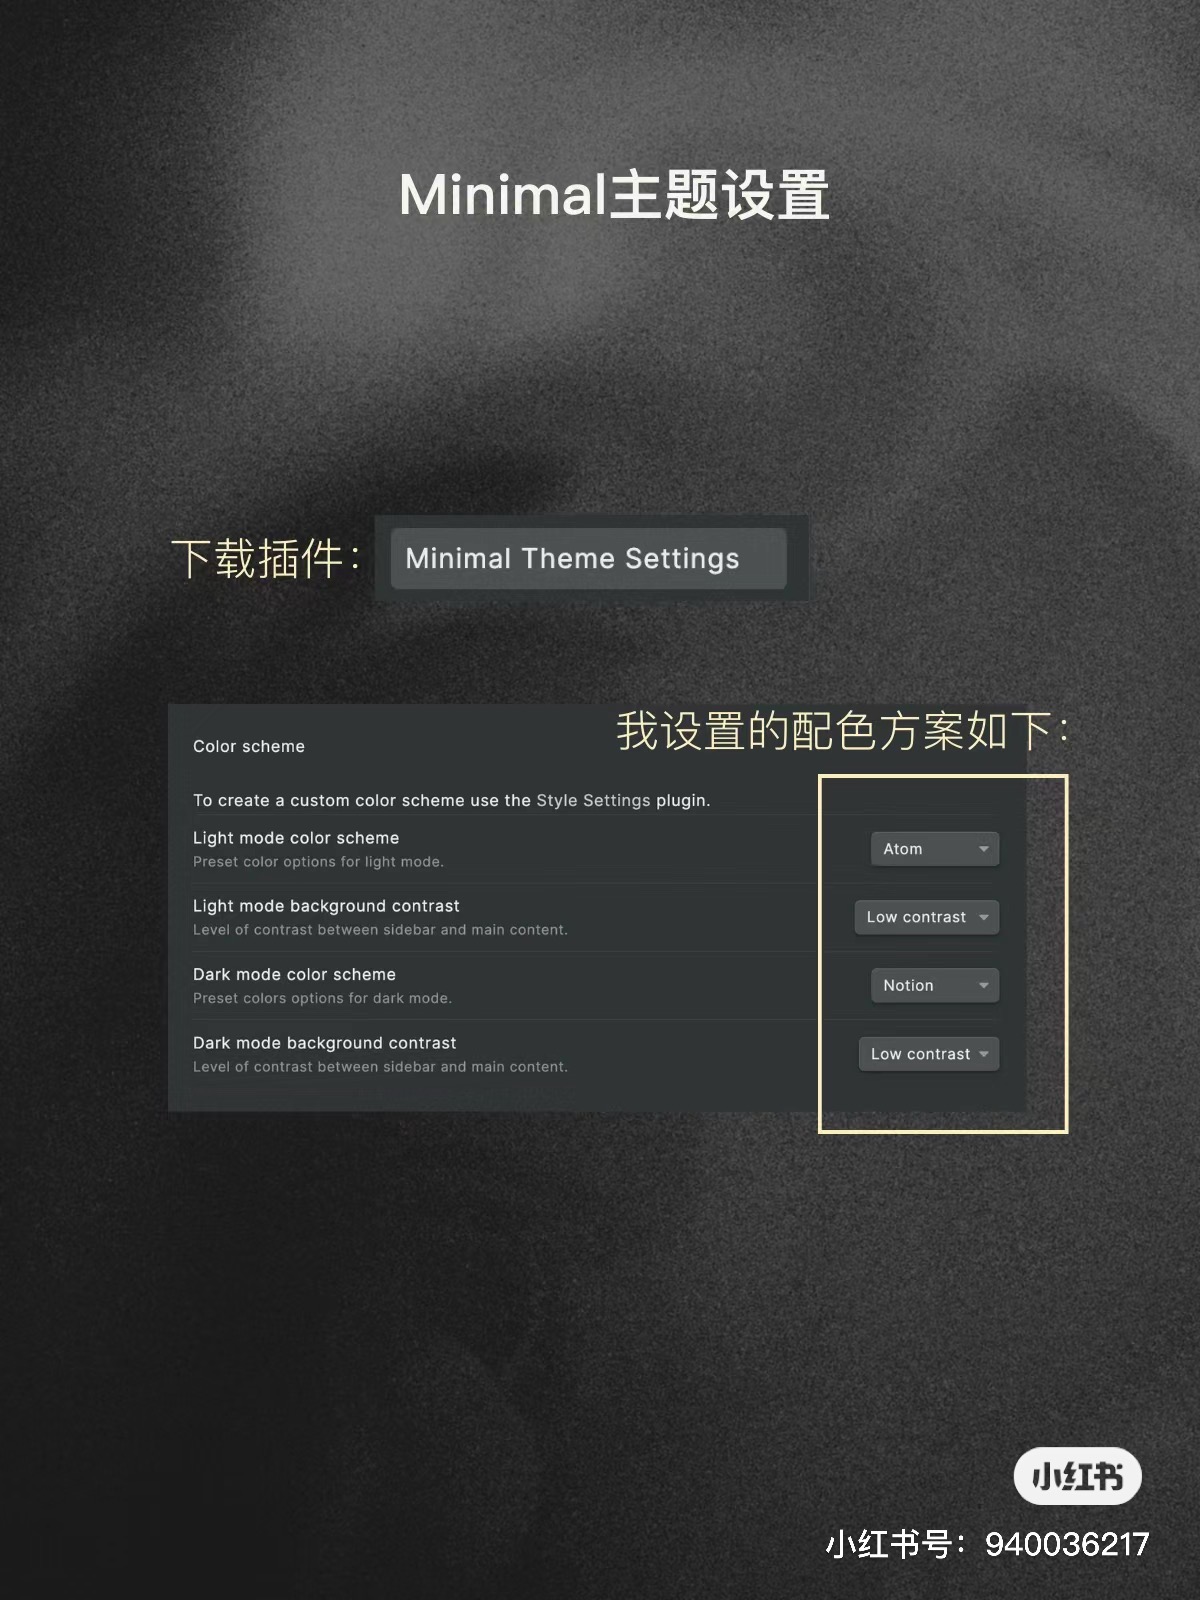 Minimal主题设置
下载插件：
Minimal Theme Settings
我设置的配色方案如下：
Color scheme
To create a custom color scheme use the Style Settings plugin.
Light mode color scheme
Atom
Preset color options for light mode.
Light mode background contrast
Low contrast
Level of contrast between sidebar and main content.
Dark mode color scheme
Notion
Preset colors options for dark mode.
Dark mode background contrast
Low contrast
Level of contrast between sidebar and main content.
小红书
小红书号：940036217